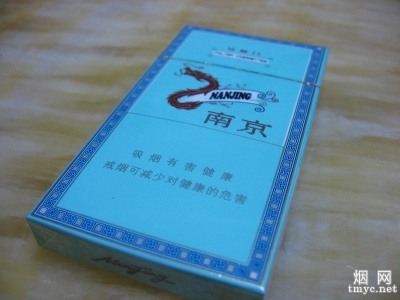 NANJING
南京
吸烟有害健康
戒烟可减少对健康的危害
Nanjing
烟网
tmyc.net